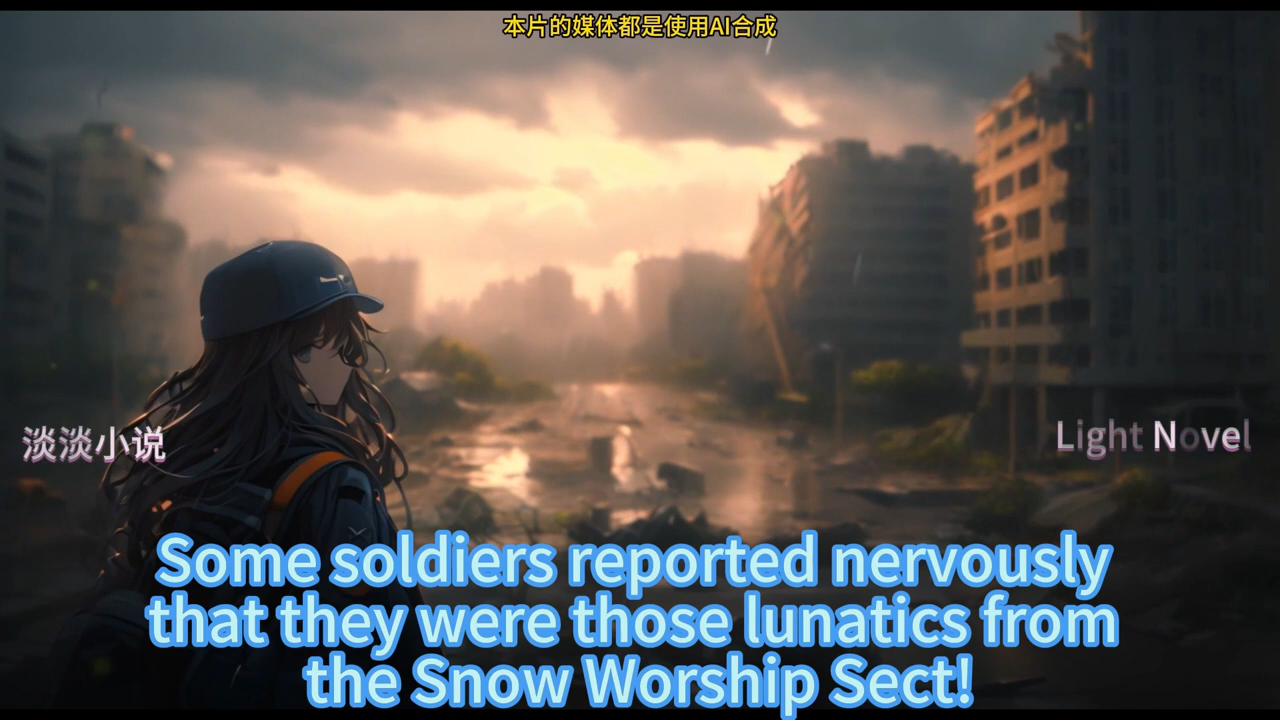 本片的媒体都是使用AI合成
淡淡小说
Light Novel
Some soldiers reported nervously
that they were those lunatics from
the Snow Worship Sect!